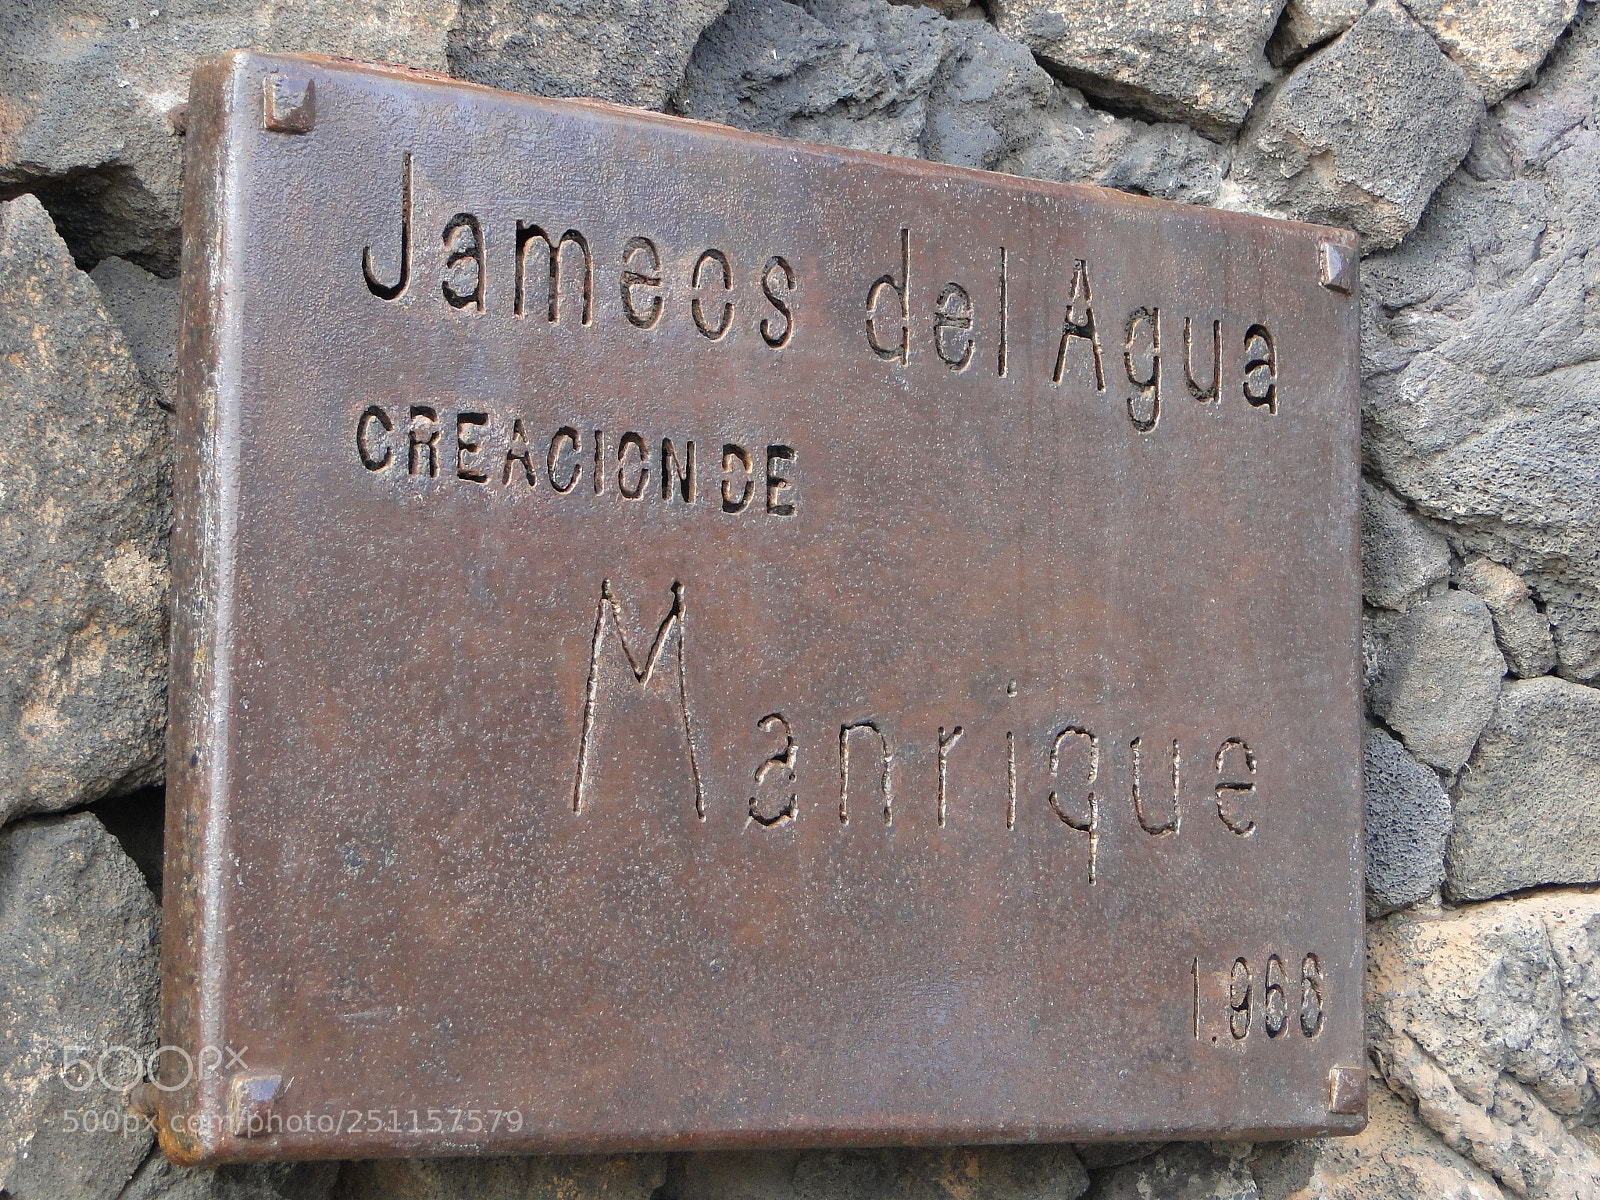 Jameos del Agua
CREACION DE
Manrique
1.966
500px
500px.com/photo/251157579